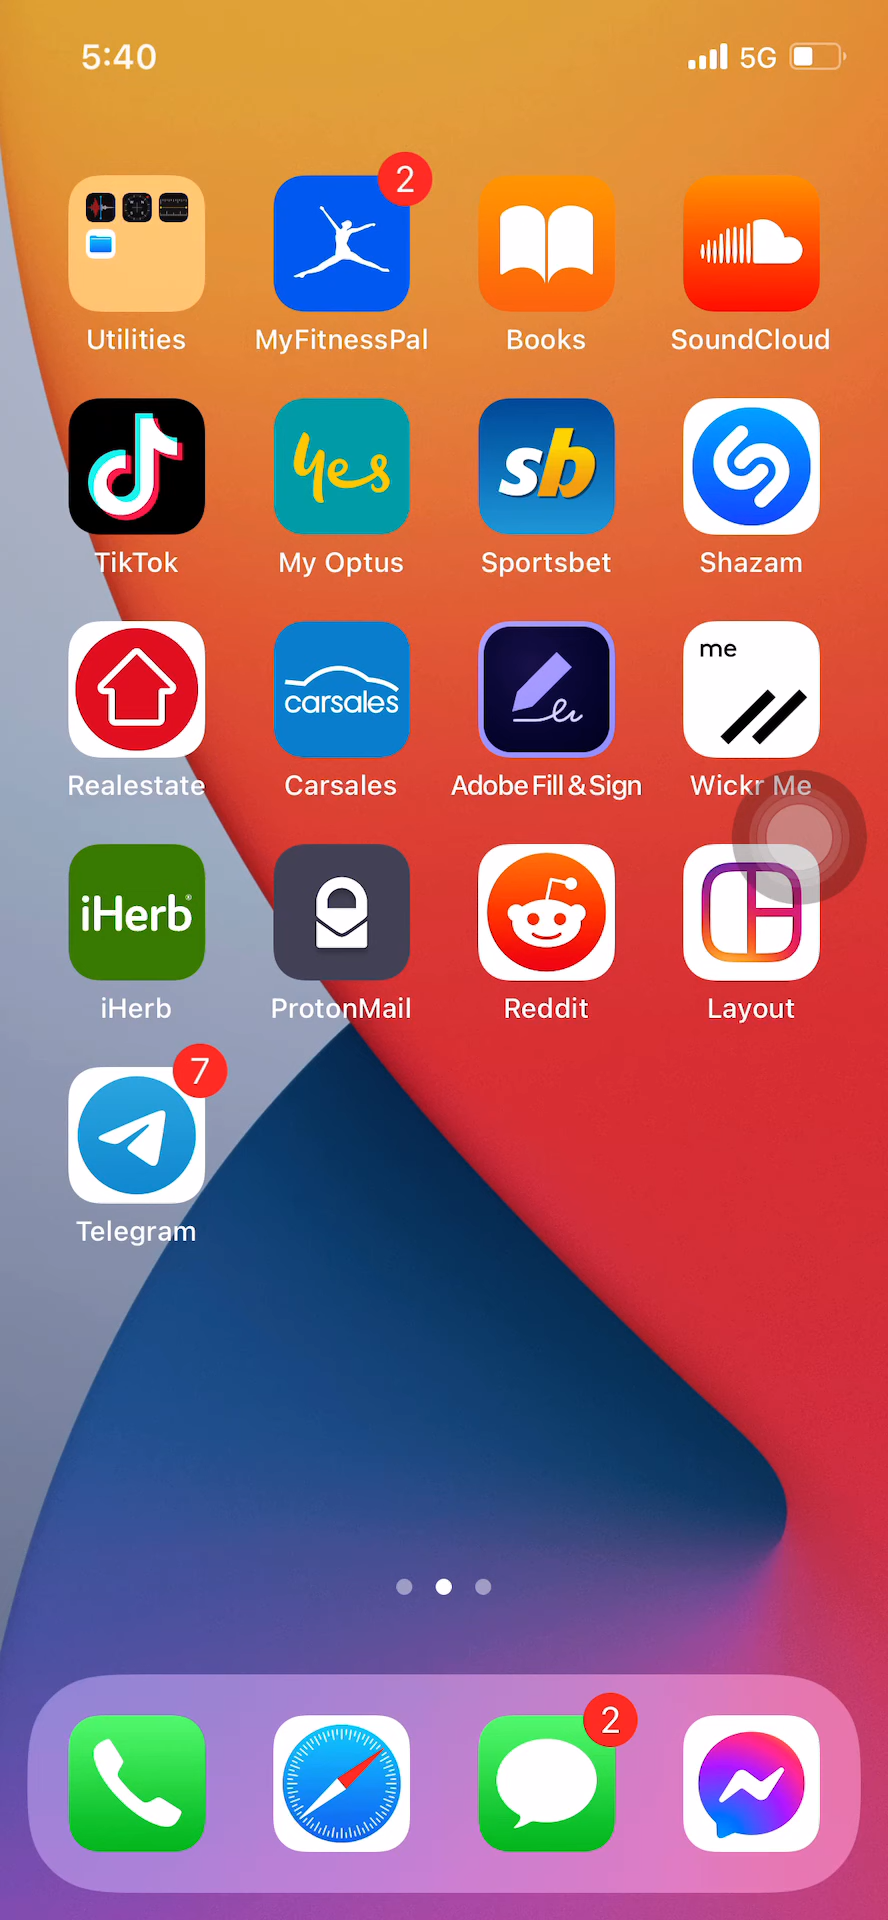 5:40 5G
2
Utilities MyFitnessPal Books SoundCloud
yes sb
TikTok My Optus Sportsbet Shazam
carsales me
Realestate Carsales Adobe Fill & Sign Wickr Me
iHerb®
iHerb ProtonMail Reddit Layout
7
Telegram
2